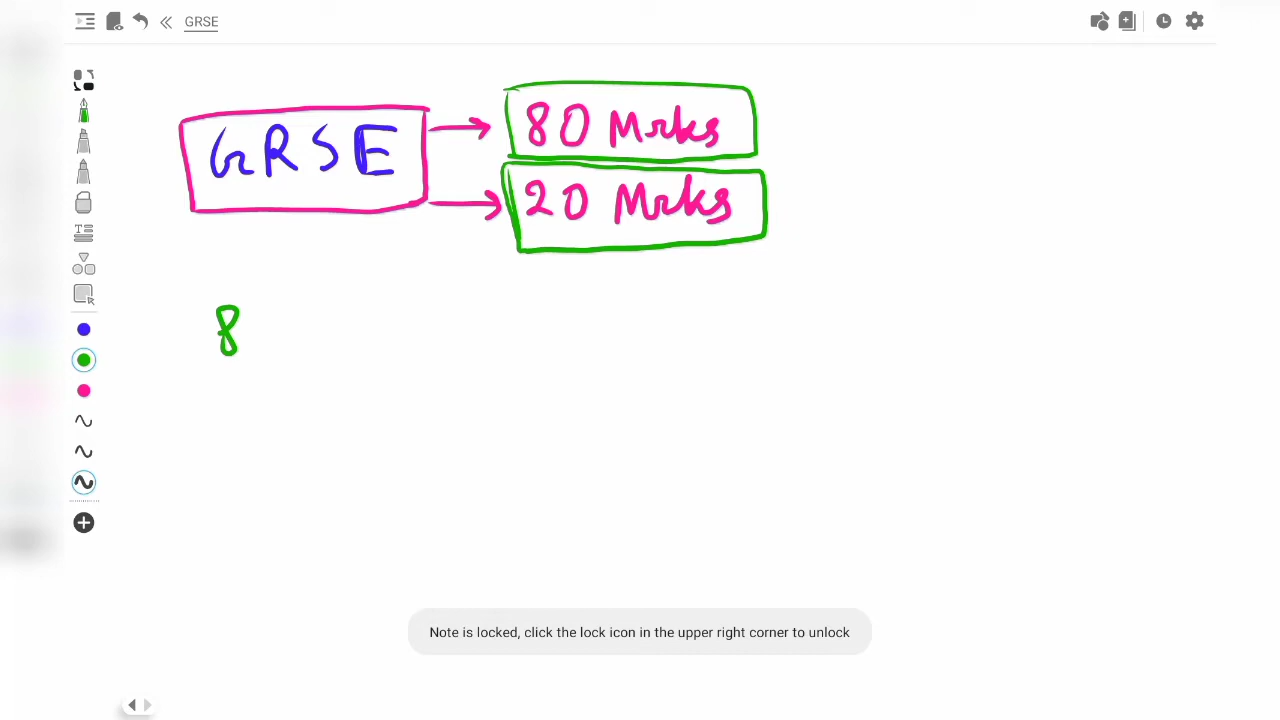 GRSE
GRSE
80 Mrks
20 Mrks
8
Note is locked, click the lock icon in the upper right corner to unlock